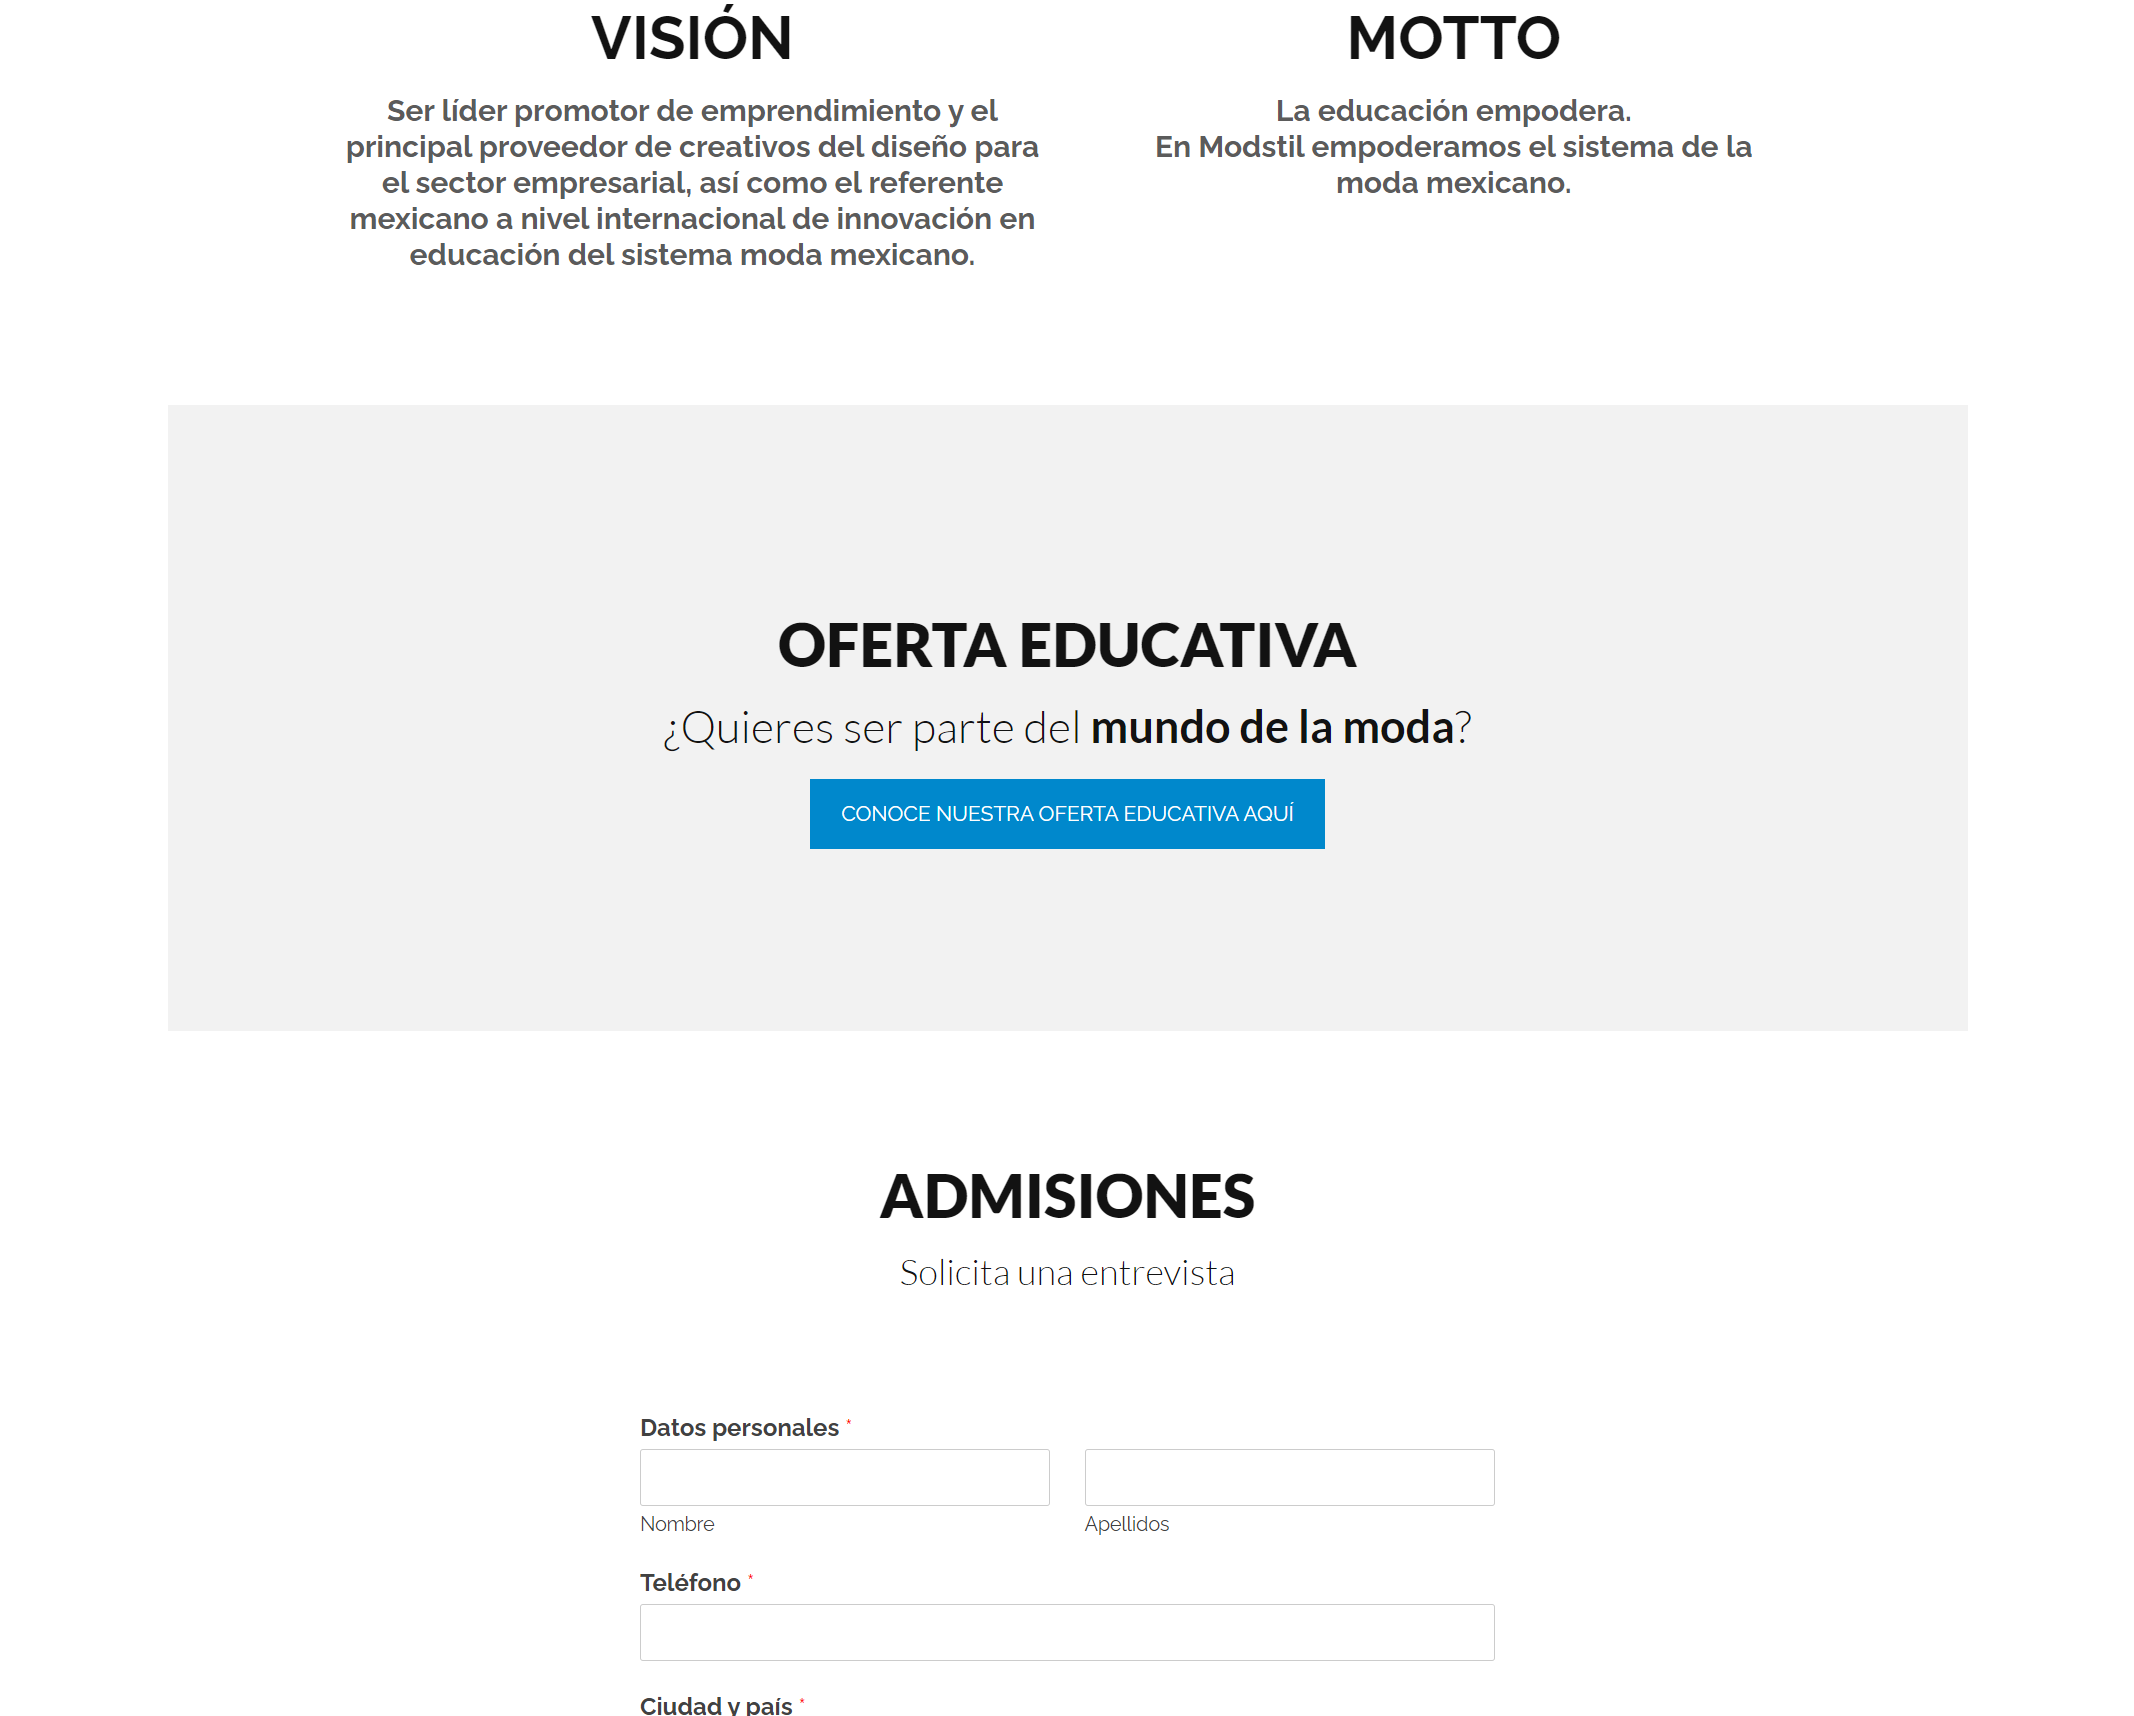 VISIÓN
Ser líder promotor de emprendimiento y el
principal proveedor de creativos del diseño para
el sector empresarial, así como el referente
mexicano a nivel internacional de innovación en
educación del sistema moda mexicano.
MOTTO
La educación empodera.
En Modstil empoderamos el sistema de la
moda mexicano.
OFERTA EDUCATIVA
¿Quieres ser parte del mundo de la moda?
CONOCE NUESTRA OFERTA EDUCATIVA AQUÍ
ADMISIONES
Solicita una entrevista
Datos personales *
Nombre
Apellidos
Teléfono *
Ciudad y país *